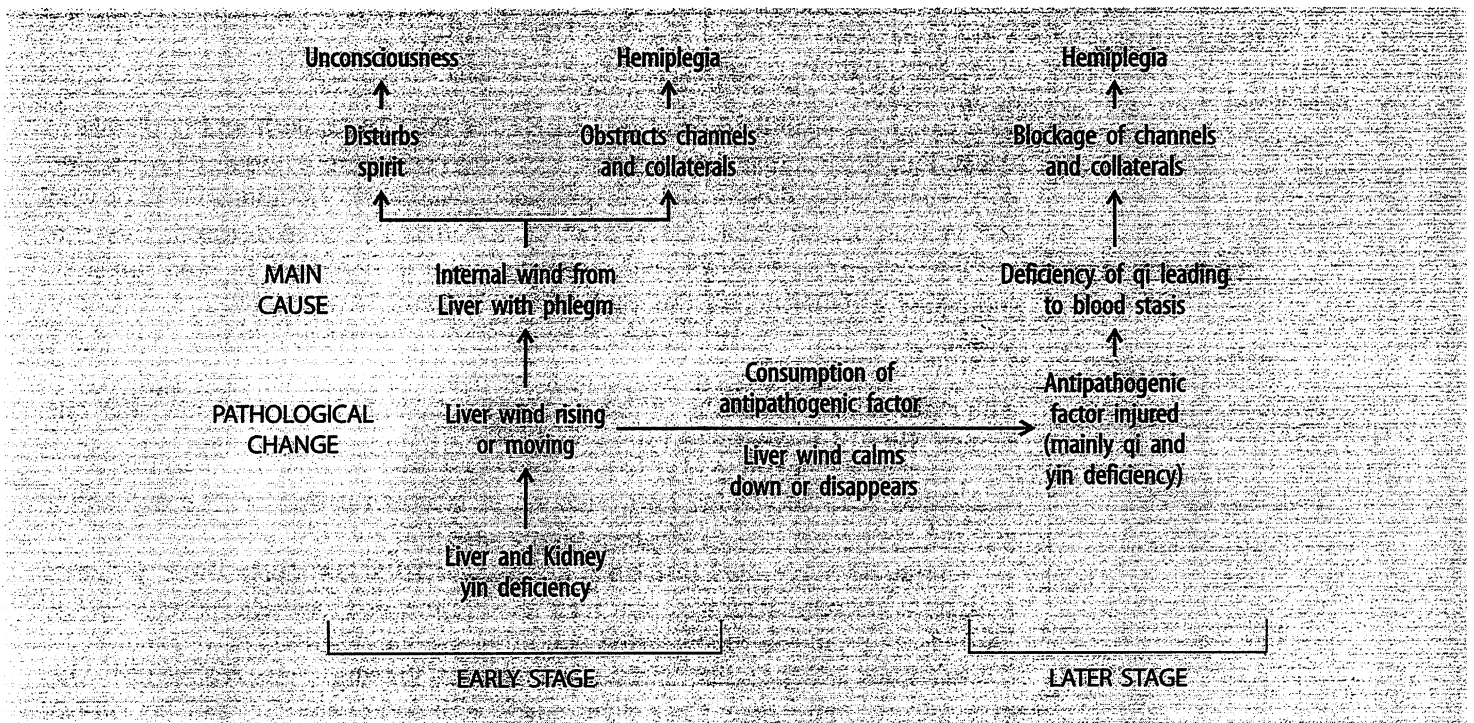 Unconsciousness
Hemiplegia
Hemiplegia
Disturbs
spirit
Obstructs channels
and collaterals
Blockage of channels
and collaterals
MAIN
CAUSE
Internal wind from
Liver with phlegm
Deficiency of qi leading
to blood stasis
PATHOLOGICAL
CHANGE
Liver wind rising
or moving
Consumption of
antipathogenic factor
Liver wind calms
down or disappears
Antipathogenic
factor injured
(mainly qi and
yin deficiency)
Liver and Kidney
yin deficiency
EARLY STAGE
LATER STAGE